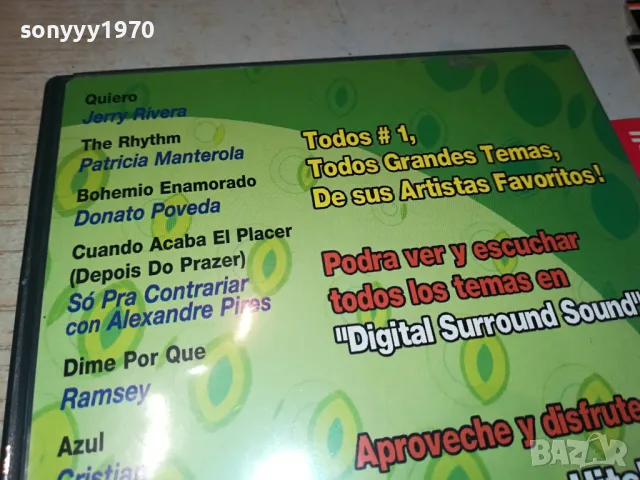 sonyyy1970
Quiero
Jerry Rivera
The Rhythm
Patricia Manterola
Bohemio Enamorado
Donato Poveda
Cuando Acaba El Placer
(Depois Do Prazer)
Só Pra Contrariar
con Alexandre Pires
Dime Por Que
Ramsey
Azul
Cristian
Todos # 1,
Todos Grandes Temas,
De sus Artistas Favoritos!
Podra ver y escuchar
todos los temas en
"Digital Surround Sound"
Aproveche y disfrute
BAZAR